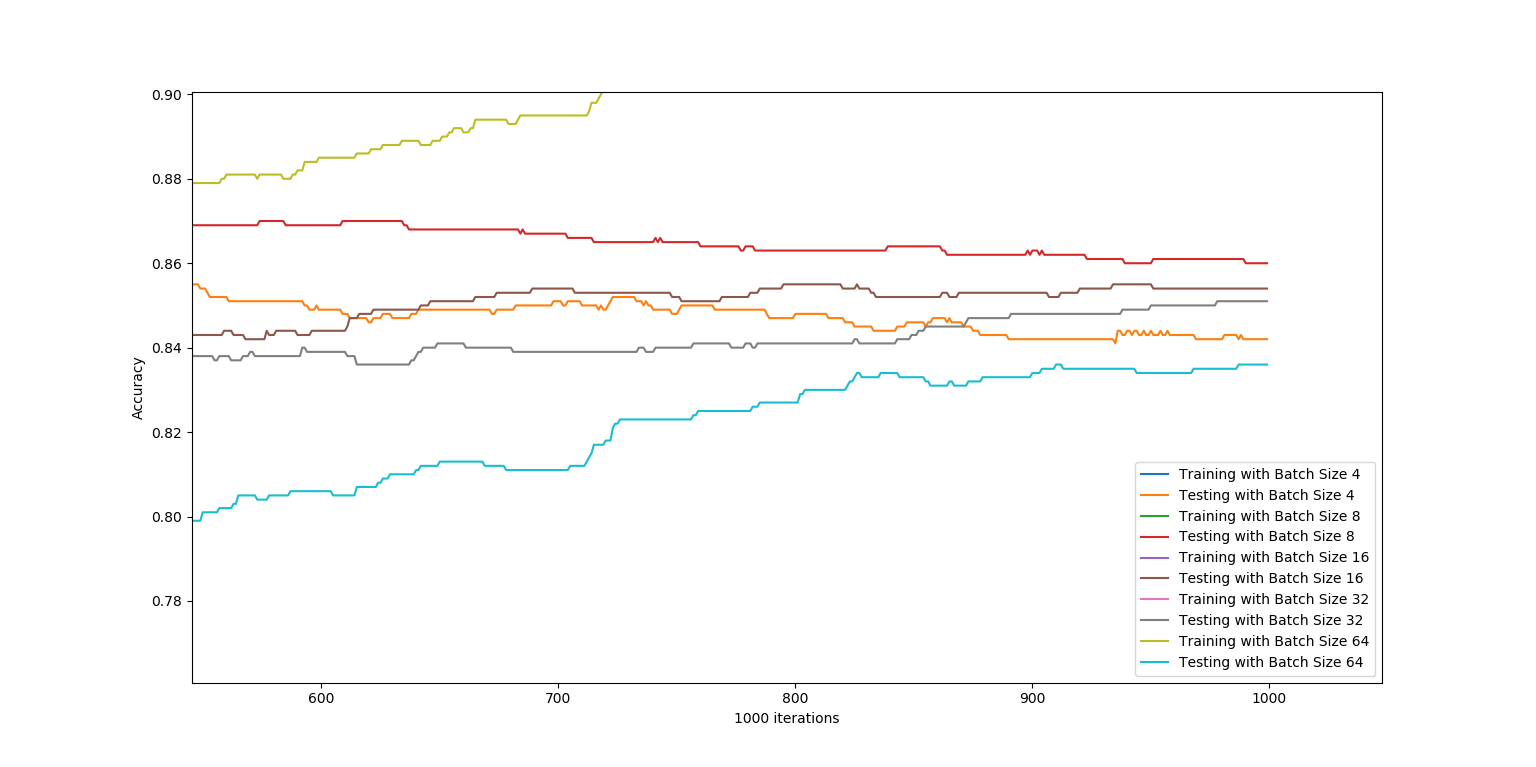 0.90
0.88
0.86
0.84
0.82
0.80
0.78
Accuracy
600
700
800
900
1000
1000 iterations
Training with Batch Size 4
Testing with Batch Size 4
Training with Batch Size 8
Testing with Batch Size 8
Training with Batch Size 16
Testing with Batch Size 16
Training with Batch Size 32
Testing with Batch Size 32
Training with Batch Size 64
Testing with Batch Size 64